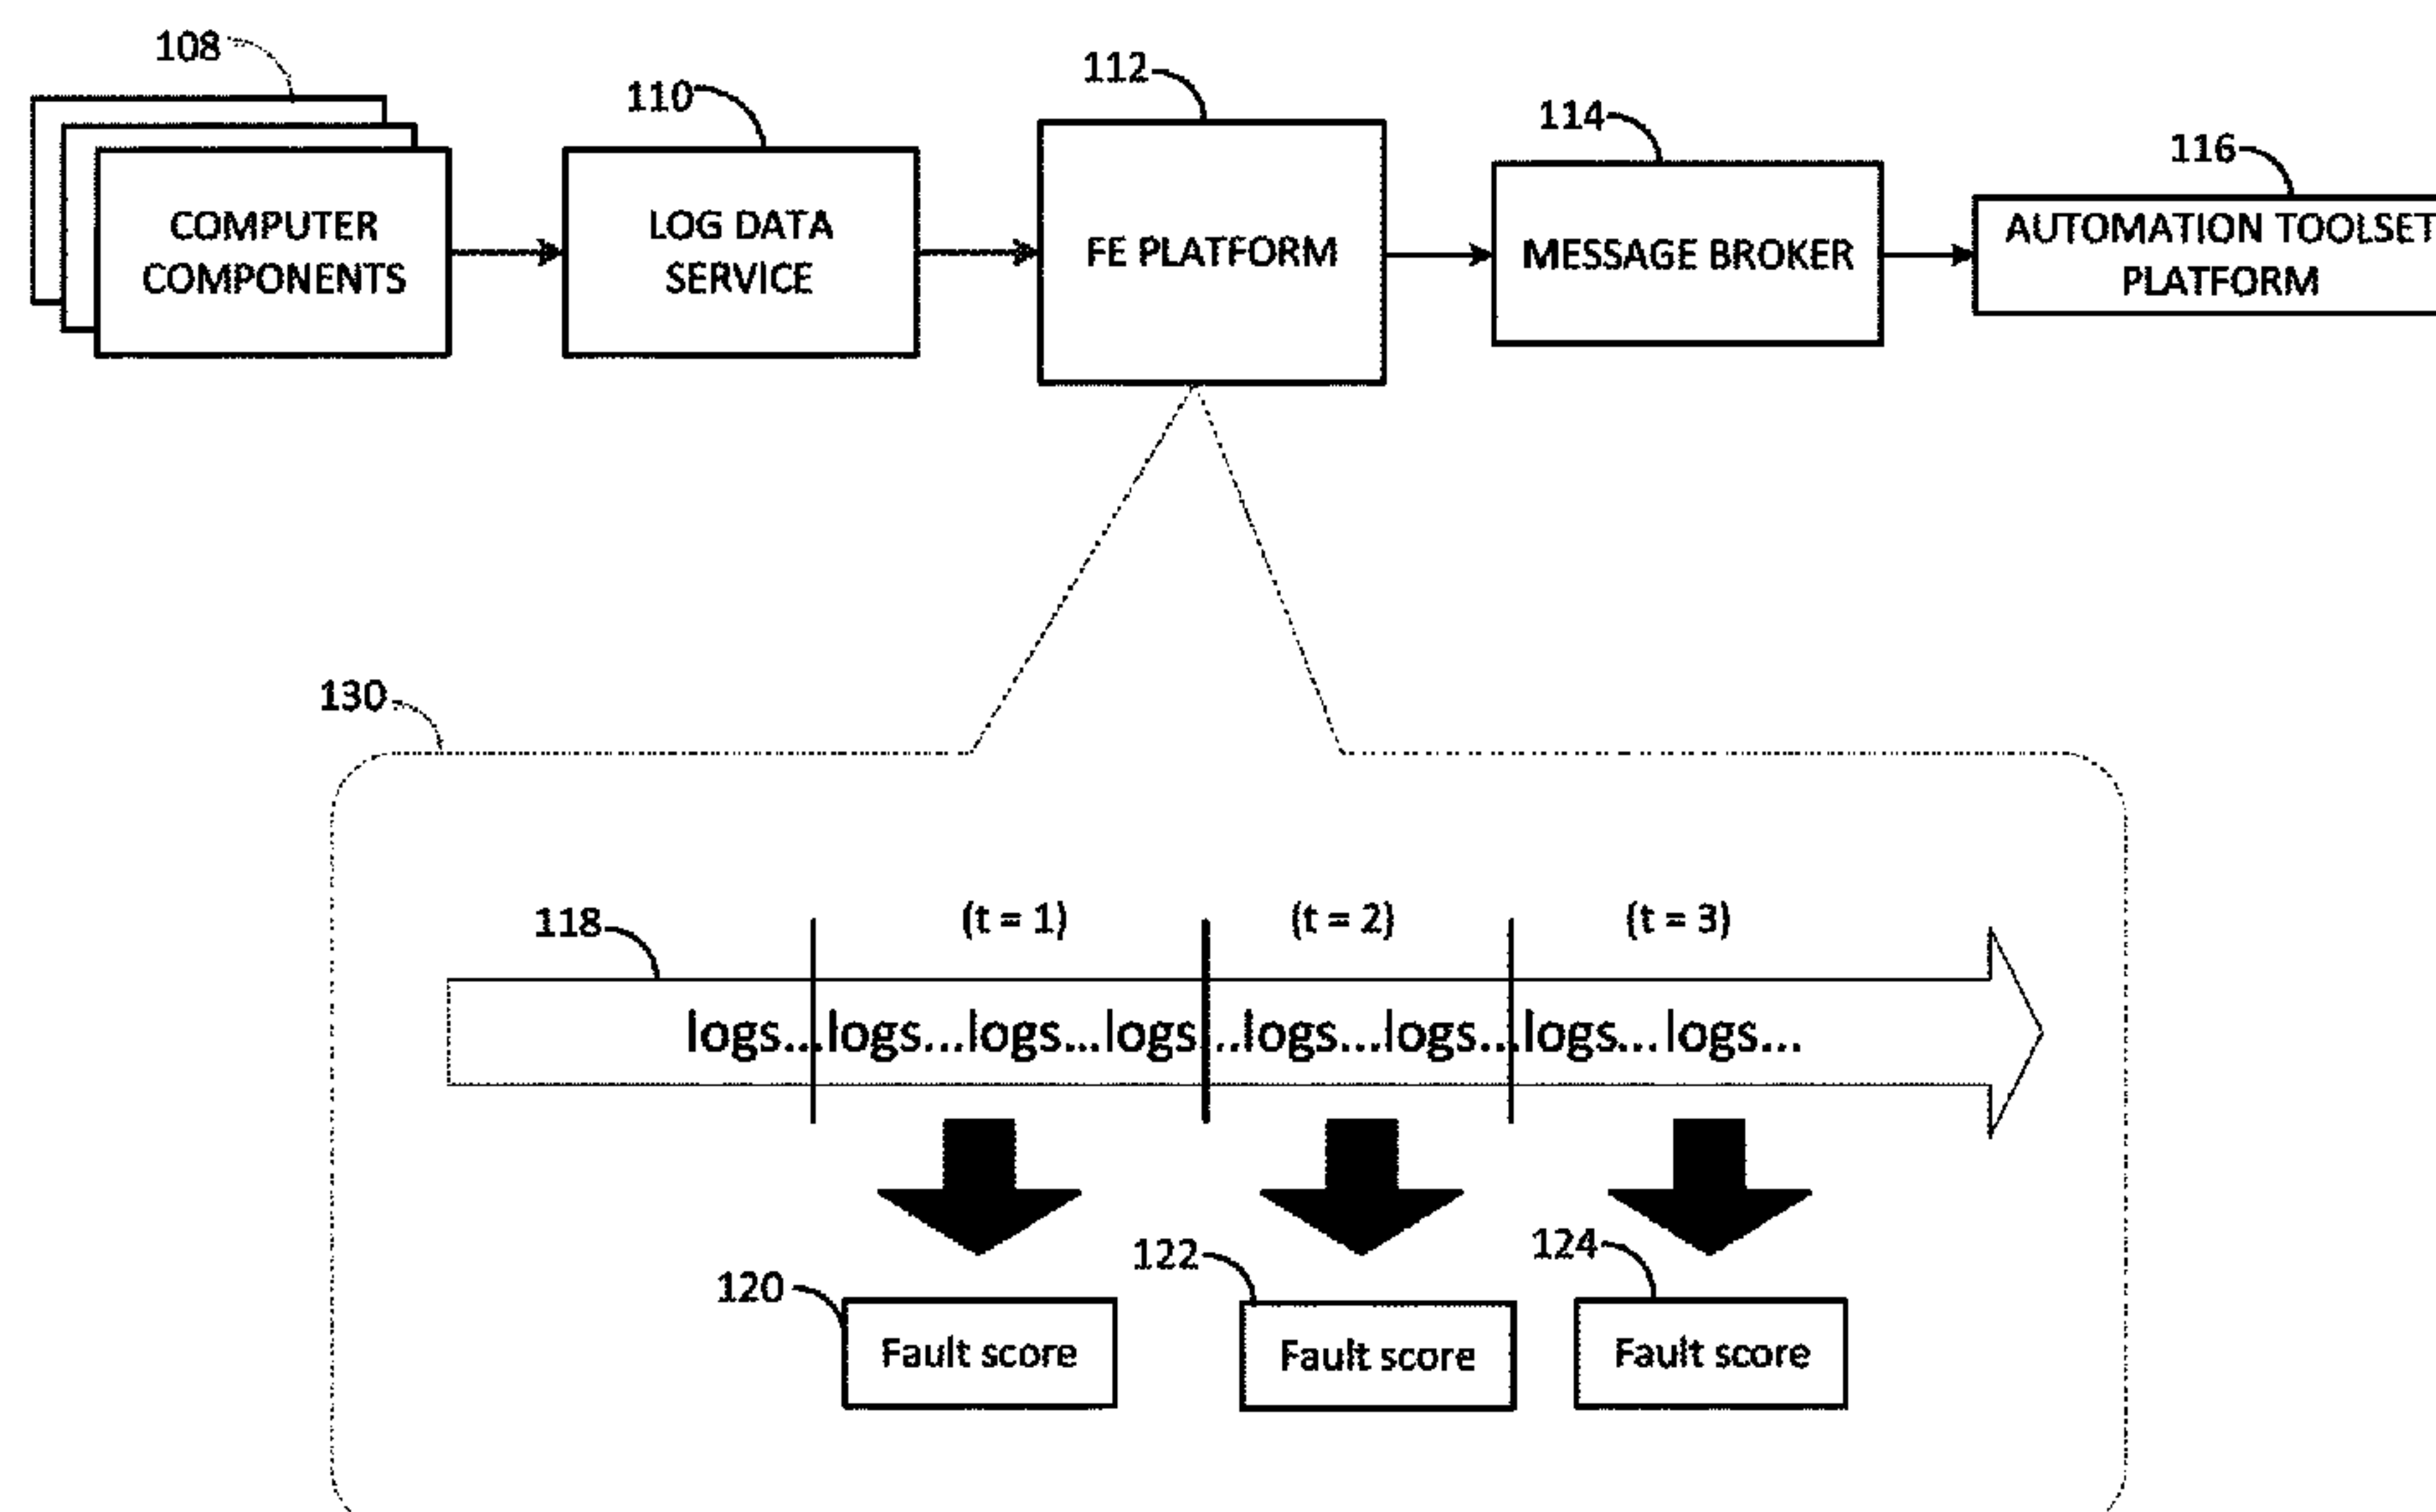 108
110
112
114
116
COMPUTER
COMPONENTS
LOG DATA
SERVICE
FE PLATFORM
MESSAGE BROKER
AUTOMATION TOOLSET
PLATFORM
130
118
(t = 1)
(t = 2)
(t = 3)
logs...logs...logs...logs...logs...logs...logs...logs...
120
122
124
Fault score
Fault score
Fault score